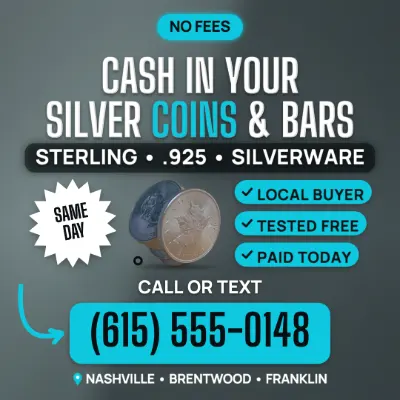 NO FEES
CASH IN YOUR
SILVER COINS & BARS
STERLING • .925 • SILVERWARE
SAME
DAY
LOCAL BUYER
TESTED FREE
PAID TODAY
CALL OR TEXT
(615) 555-0148
NASHVILLE • BRENTWOOD • FRANKLIN